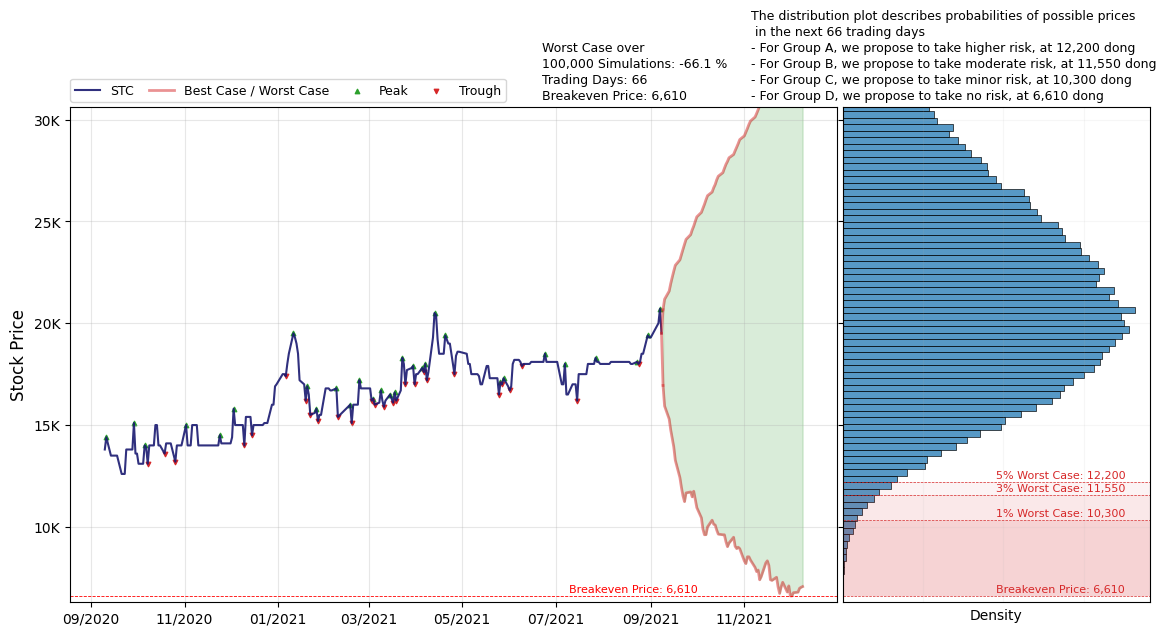 The distribution plot describes probabilities of possible prices
in the next 66 trading days
- For Group A, we propose to take higher risk, at 12,200 dong
- For Group B, we propose to take moderate risk, at 11,550 dong
- For Group C, we propose to take minor risk, at 10,300 dong
- For Group D, we propose to take no risk, at 6,610 dong
Worst Case over
100,000 Simulations: -66.1 %
Trading Days: 66
Breakeven Price: 6,610
STC
Best Case / Worst Case
Peak
Trough
Stock Price
30K
25K
20K
15K
10K
Breakeven Price: 6,610
09/2020
11/2020
01/2021
03/2021
05/2021
07/2021
09/2021
11/2021
5% Worst Case: 12,200
3% Worst Case: 11,550
1% Worst Case: 10,300
Breakeven Price: 6,610
Density